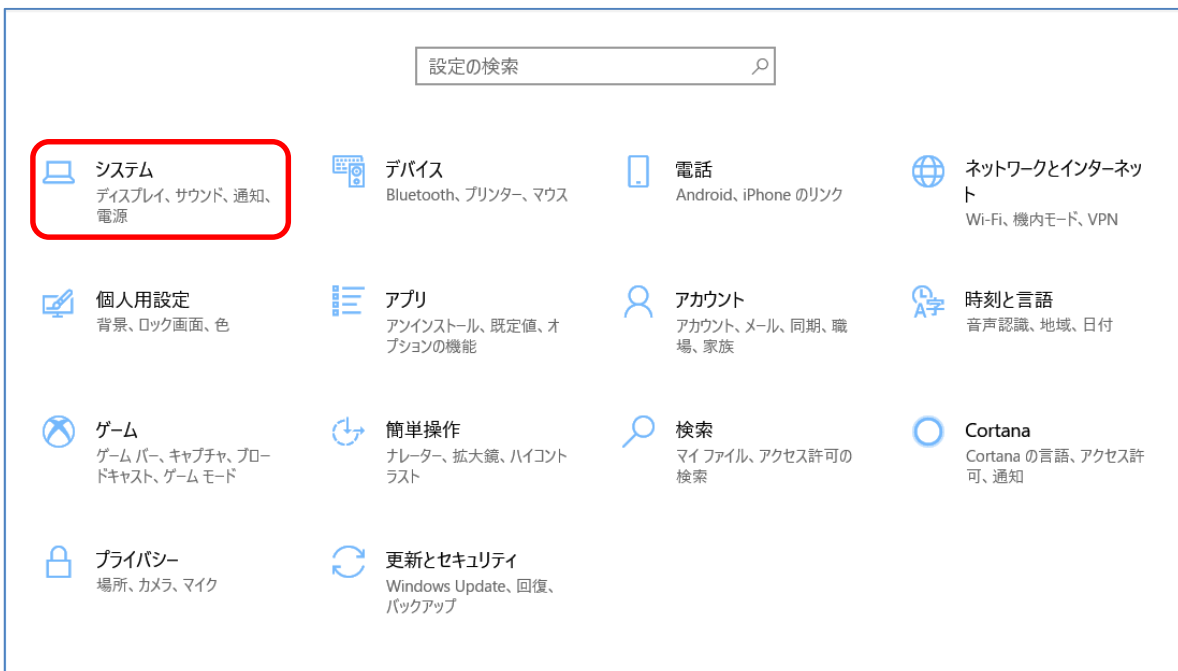 設定の検索
システム
ディスプレイ、サウンド、通知、
電源
デバイス
Bluetooth、プリンター、マウス
電話
Android、iPhone のリンク
ネットワークとインターネッ
ト
Wi-Fi、機内モード、VPN
個人用設定
背景、ロック画面、色
アプリ
アンインストール、既定値、オ
プションの機能
アカウント
アカウント、メール、同期、職
場、家族
時刻と言語
音声認識、地域、日付
ゲーム
ゲーム バー、キャプチャ、ブロー
ドキャスト、ゲーム モード
簡単操作
ナレーター、拡大鏡、ハイコント
ラスト
検索
マイ ファイル、アクセス許可の
検索
Cortana
Cortana の言語、アクセス許
可、通知
プライバシー
場所、カメラ、マイク
更新とセキュリティ
Windows Update、回復、
バックアップ